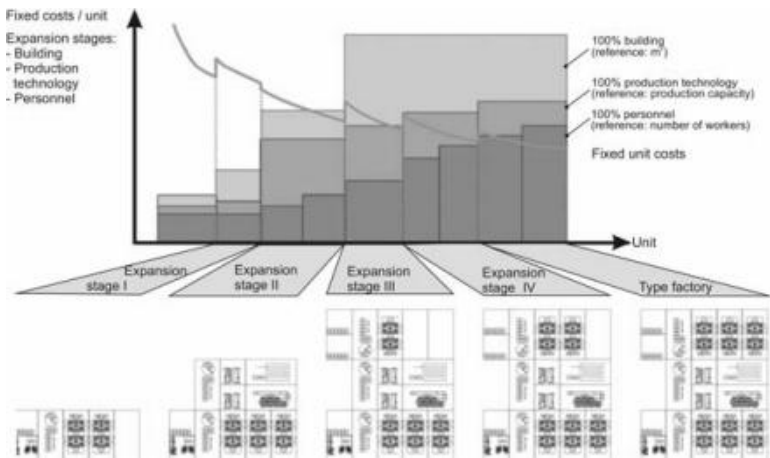 Fixed costs / unit
Expansion stages:
- Building
- Production
technology
- Personnel
100% building
(reference: m²)
100% production technology
(reference: production capacity)
100% personnel
(reference: number of workers)
Fixed unit costs
Unit
Expansion
stage I
Expansion
stage II
Expansion
stage III
Expansion
stage IV
Type factory